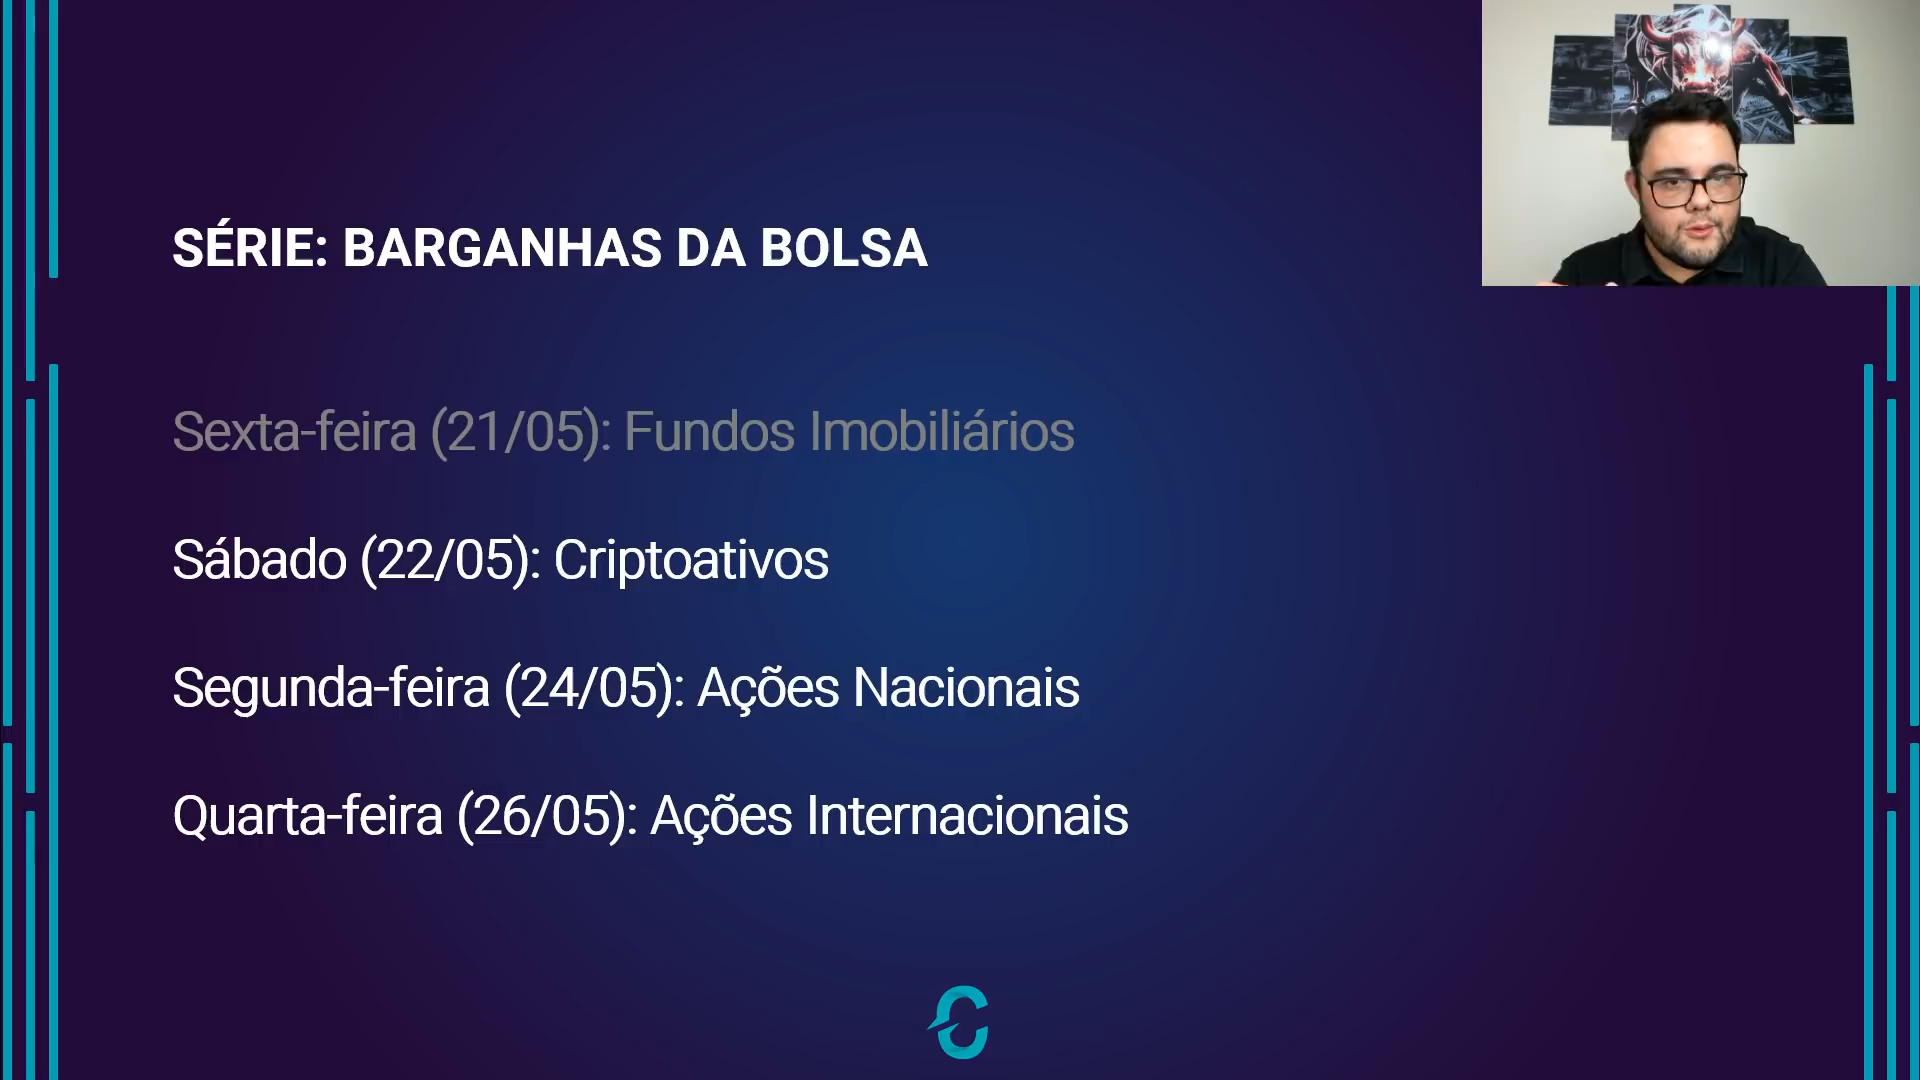 SÉRIE: BARGANHAS DA BOLSA
Sexta-feira (21/05): Fundos Imobiliários
Sábado (22/05): Criptoativos
Segunda-feira (24/05): Ações Nacionais
Quarta-feira (26/05): Ações Internacionais